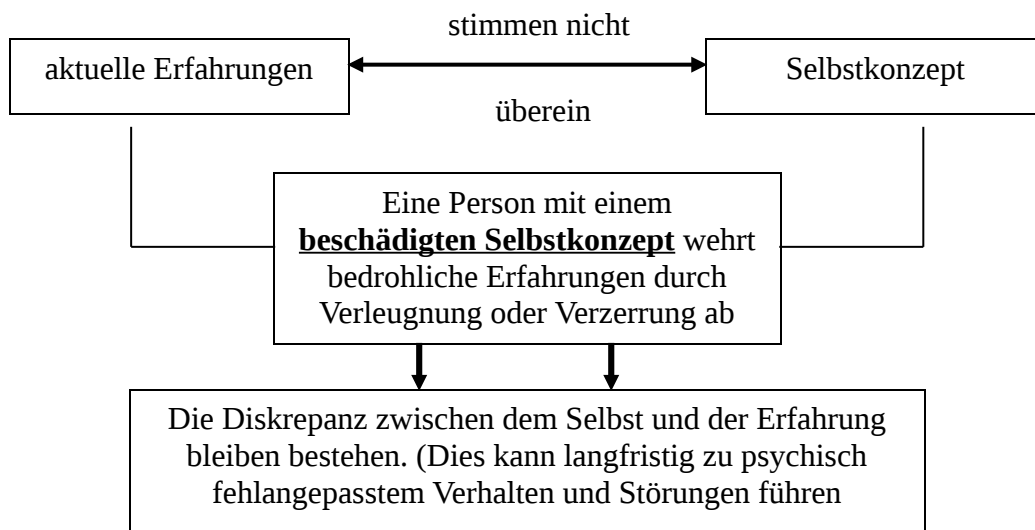 stimmen nicht
aktuelle Erfahrungen
Selbstkonzept
überein
Eine Person mit einem
beschädigten Selbstkonzept wehrt
bedrohliche Erfahrungen durch
Verleugnung oder Verzerrung ab
Die Diskrepanz zwischen dem Selbst und der Erfahrung
bleiben bestehen. (Dies kann langfristig zu psychisch
fehlangepasstem Verhalten und Störungen führen